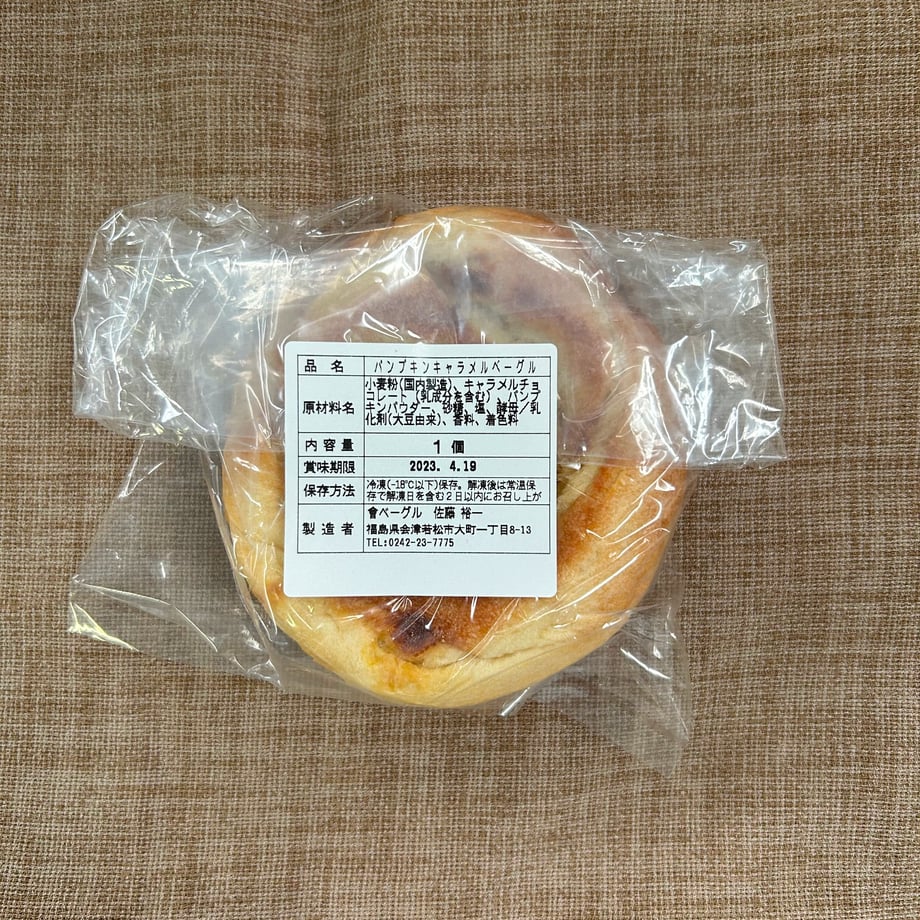 品名 パンプキンキャラメルベーグル
原材料名 小麦粉(国内製造)、キャラメルチョ
コレート(乳成分を含む)、パンプ
キンパウダー、砂糖、塩、酵母/乳
化剤(大豆由来)、香料、着色料
内容量 1個
賞味期限 2023. 4.19
保存方法 冷凍(-18℃以下)保存。解凍後は常温保
存で解凍日を含む2日以内にお召し上が
製造者 會ベーグル 佐藤 裕一
福島県会津若松市大町一丁目8-13
TEL:0242-23-7775